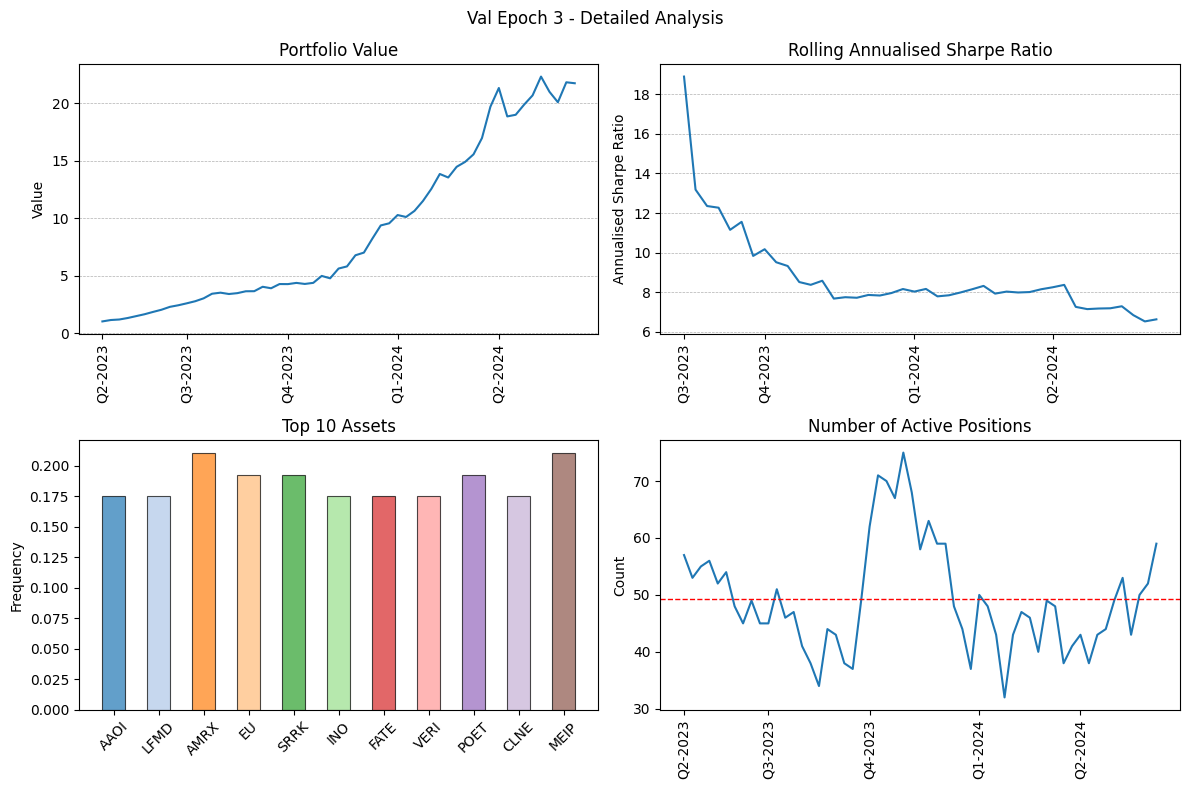 Val Epoch 3 - Detailed Analysis
Portfolio Value
Value
20
15
10
5
0
Q2-2023
Q3-2023
Q4-2023
Q1-2024
Q2-2024
Rolling Annualised Sharpe Ratio
Annualised Sharpe Ratio
18
16
14
12
10
8
6
Q3-2023
Q4-2023
Q1-2024
Q2-2024
Top 10 Assets
Frequency
0.200
0.175
0.150
0.125
0.100
0.075
0.050
0.025
0.000
AAOI
LFMD
AMRX
EU
SRRK
INO
FATE
VERI
POET
CLNE
MEIP
Number of Active Positions
Count
70
60
50
40
30
Q2-2023
Q3-2023
Q4-2023
Q1-2024
Q2-2024